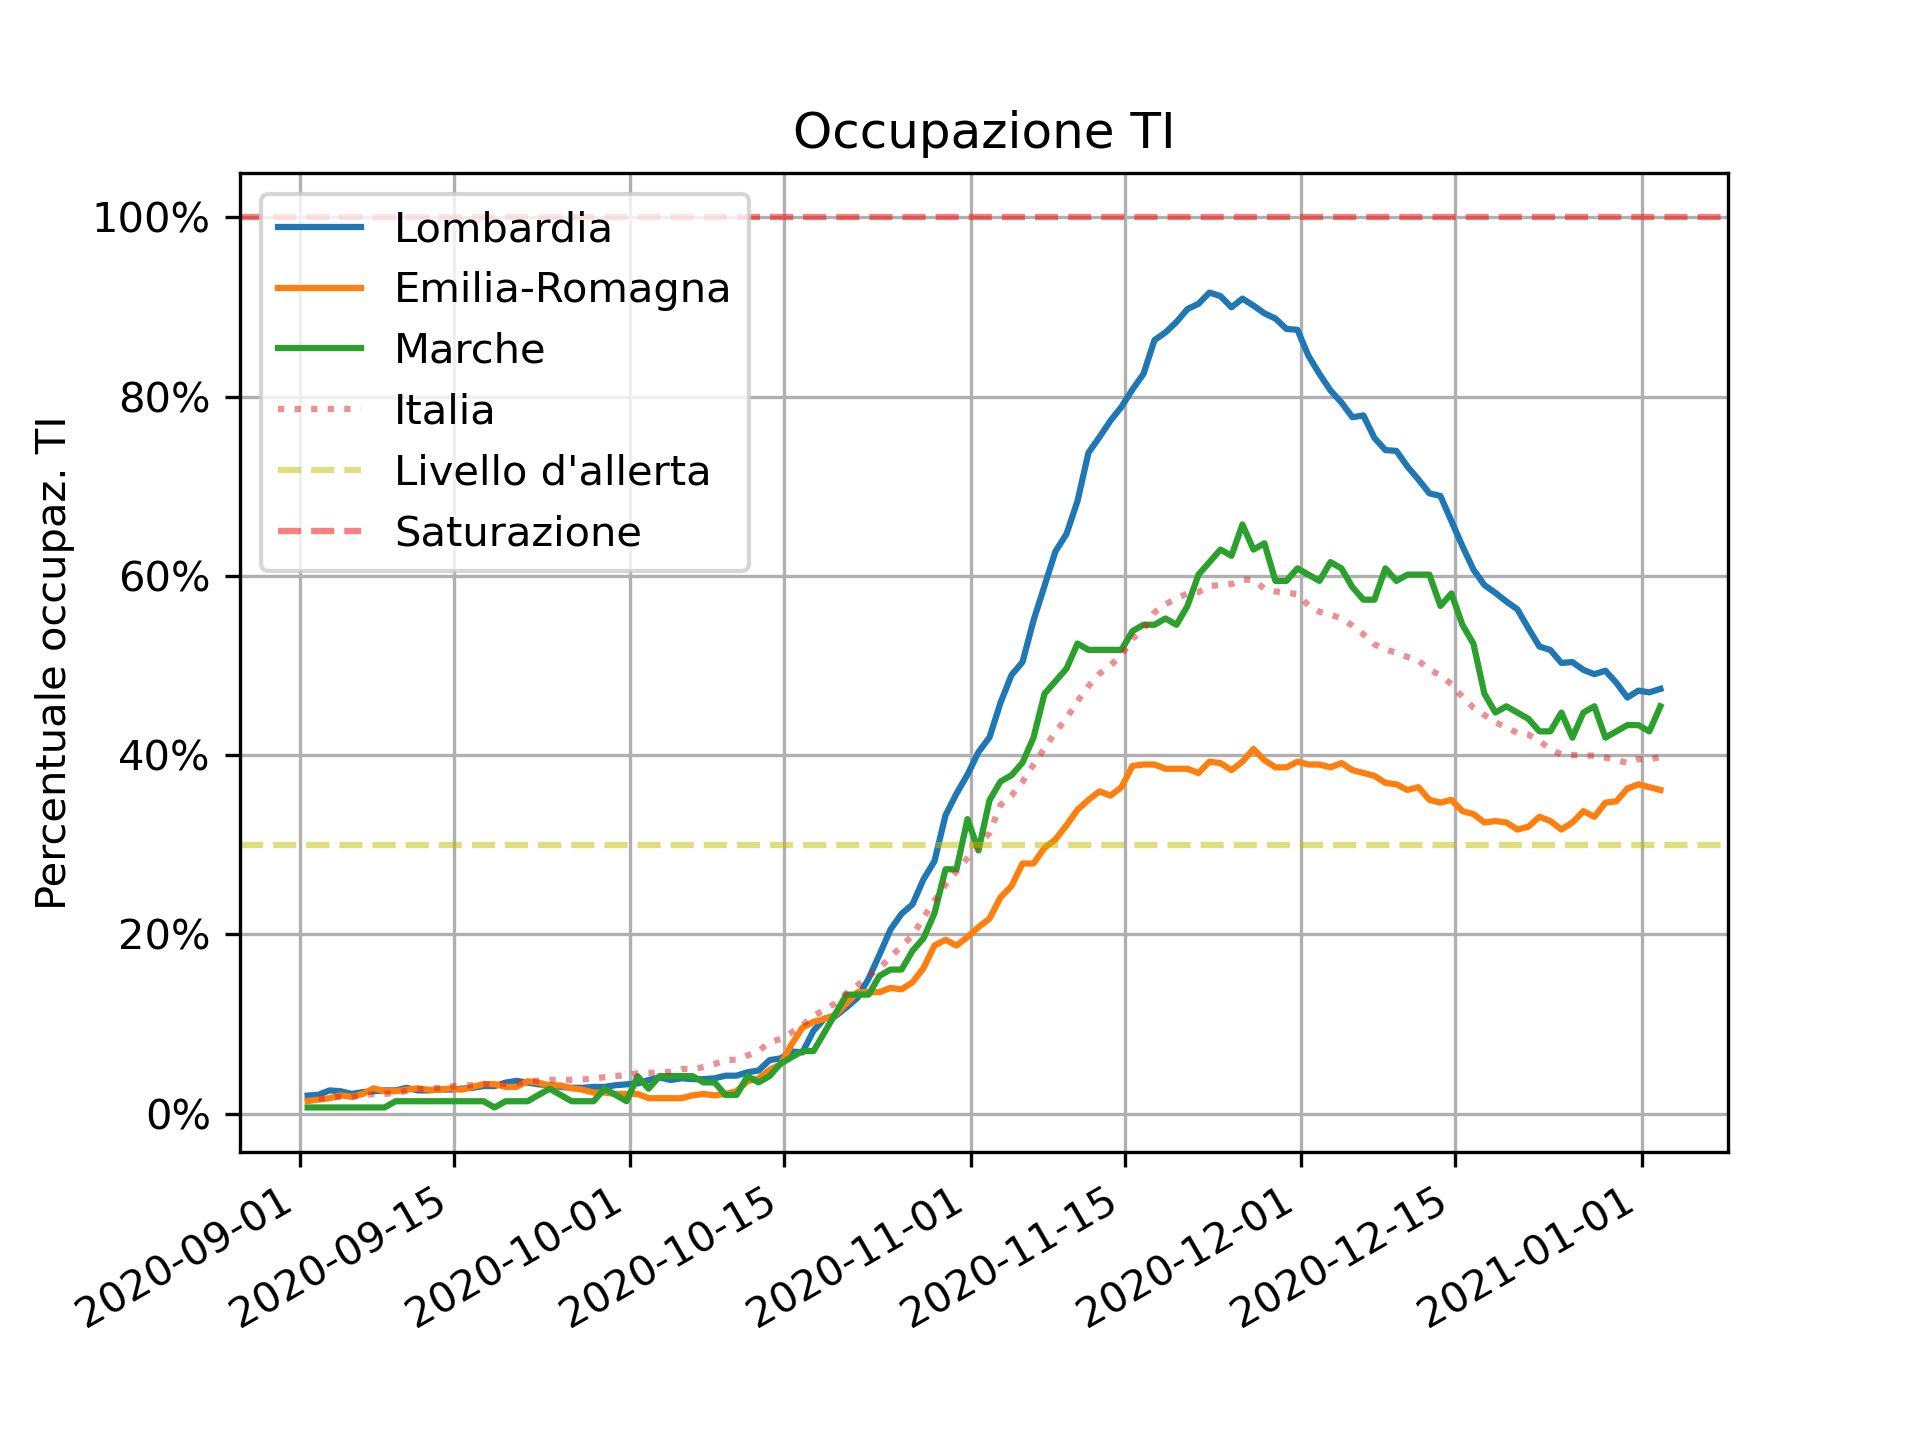 Occupazione TI
Percentuale occupaz. TI
100%
80%
60%
40%
20%
0%
Lombardia
Emilia-Romagna
Marche
Italia
Livello d'allerta
Saturazione
2020-09-01
2020-09-15
2020-10-01
2020-10-15
2020-11-01
2020-11-15
2020-12-01
2020-12-15
2021-01-01